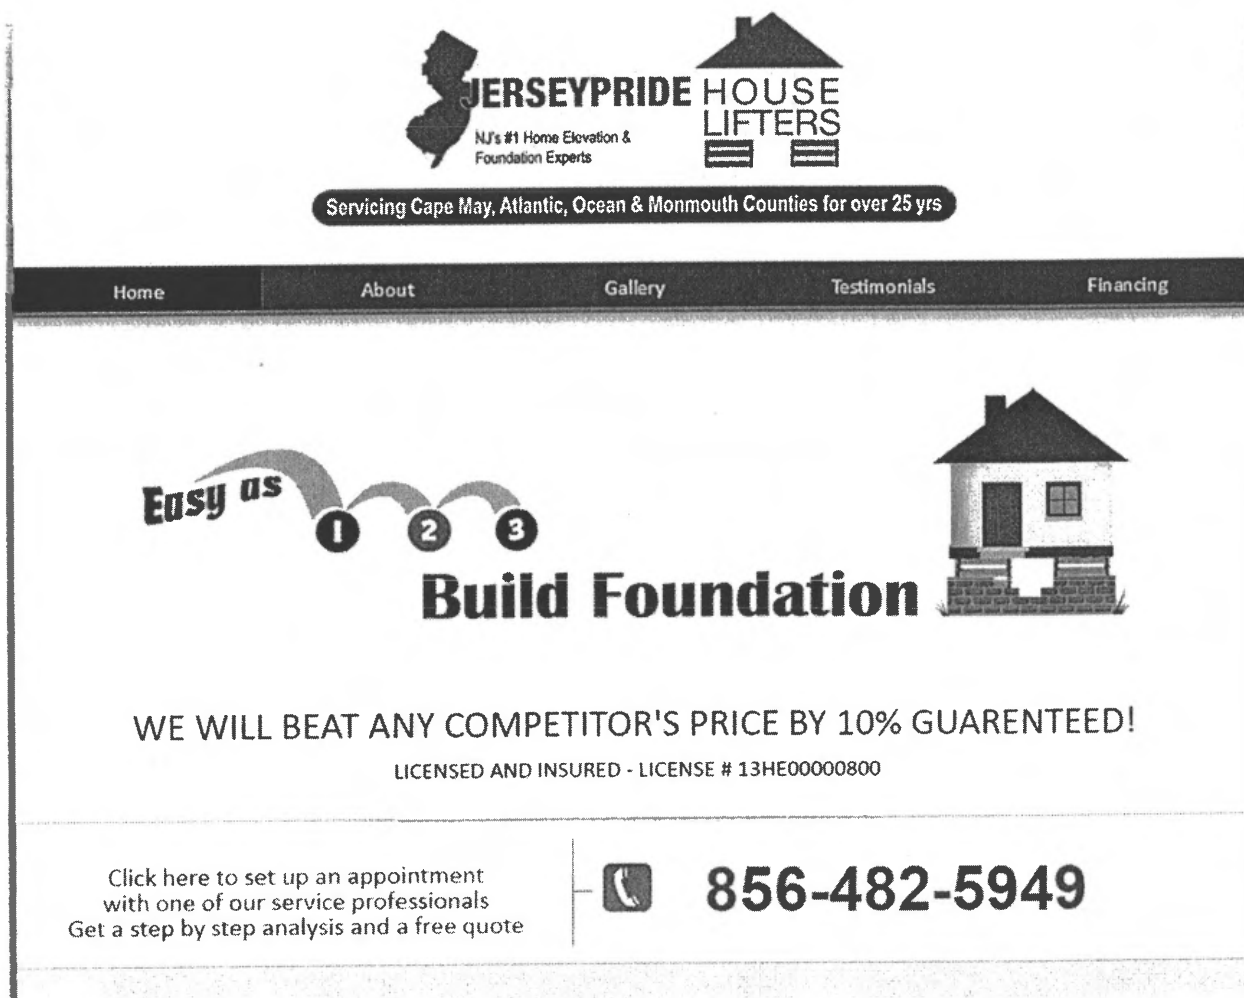 JERSEYPRIDE
NJ's #1 Home Elevation &
Foundation Experts
HOUSE
LIFTERS
Servicing Cape May, Atlantic, Ocean & Monmouth Counties for over 25 yrs
Home About Gallery Testimonials Financing
Easy as
1 2 3
Build Foundation
WE WILL BEAT ANY COMPETITOR'S PRICE BY 10% GUARENTEED!
LICENSED AND INSURED - LICENSE # 13HE00000800
Click here to set up an appointment
with one of our service professionals
Get a step by step analysis and a free quote
856-482-5949